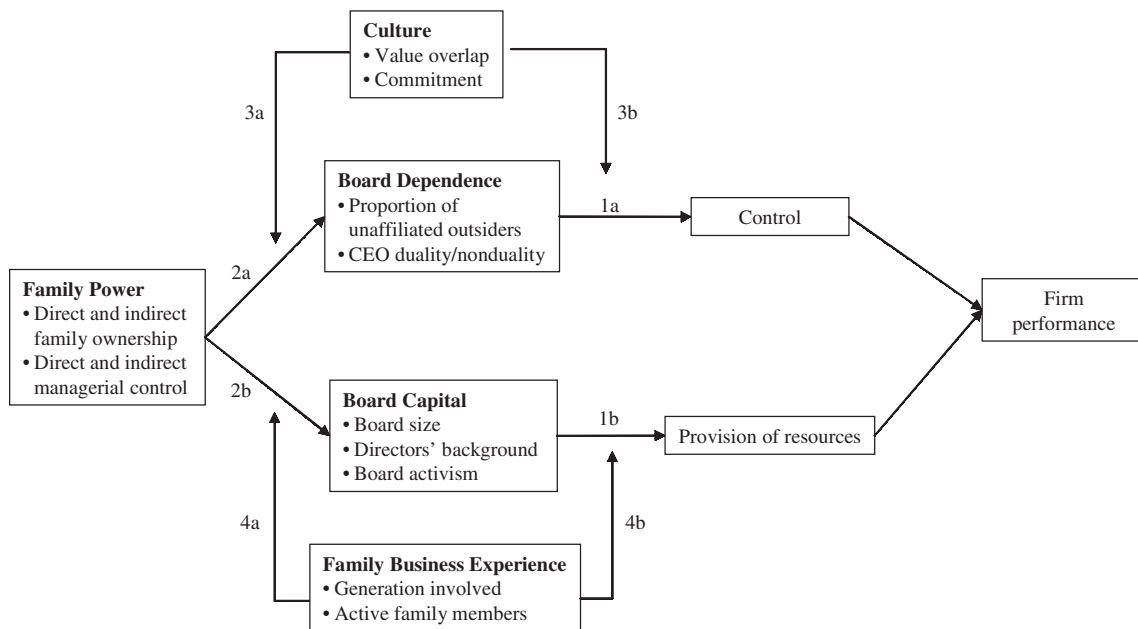 Culture
• Value overlap
• Commitment
3a
3b
Board Dependence
• Proportion of
unaffiliated outsiders
• CEO duality/nonduality
1a
Control
2a
Family Power
• Direct and indirect
family ownership
• Direct and indirect
managerial control
Firm
performance
2b
Board Capital
• Board size
• Directors’ background
• Board activism
1b
Provision of resources
4a
4b
Family Business Experience
• Generation involved
• Active family members